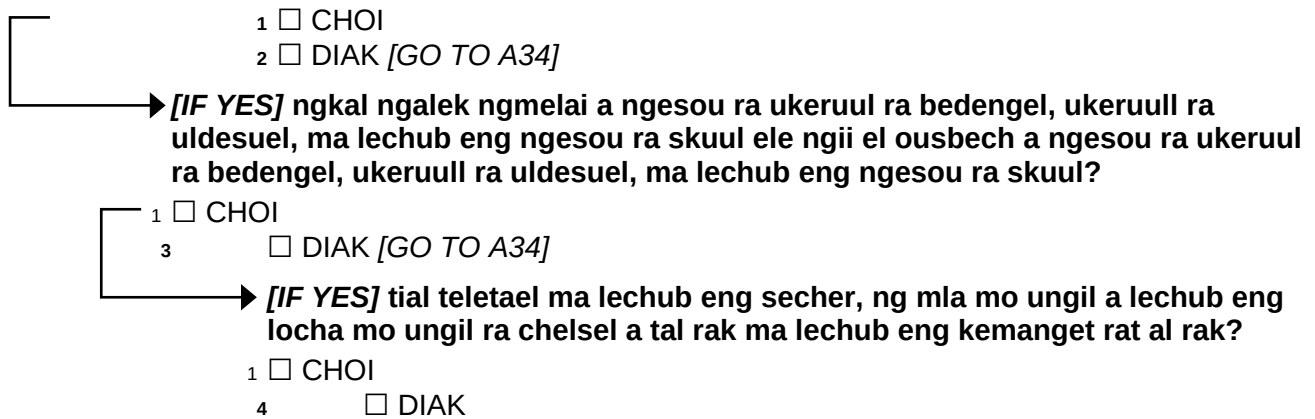 1 ☐ CHOI
2 ☐ DIAK [GO TO A34]
[IF YES] ngkal ngalek ngmelai a ngesou ra ukeruul ra bedengel, ukeruull ra
uldesuel, ma lechub eng ngesou ra skuul ele ngii el ousbech a ngesou ra ukeruul
ra bedengel, ukeruull ra uldesuel, ma lechub eng ngesou ra skuul?
1 ☐ CHOI
3 ☐ DIAK [GO TO A34]
[IF YES] tial teletael ma lechub eng secher, ng mla mo ungil a lechub eng
locha mo ungil ra chelsel a tal rak ma lechub eng kemanget rat al rak?
1 ☐ CHOI
4 ☐ DIAK